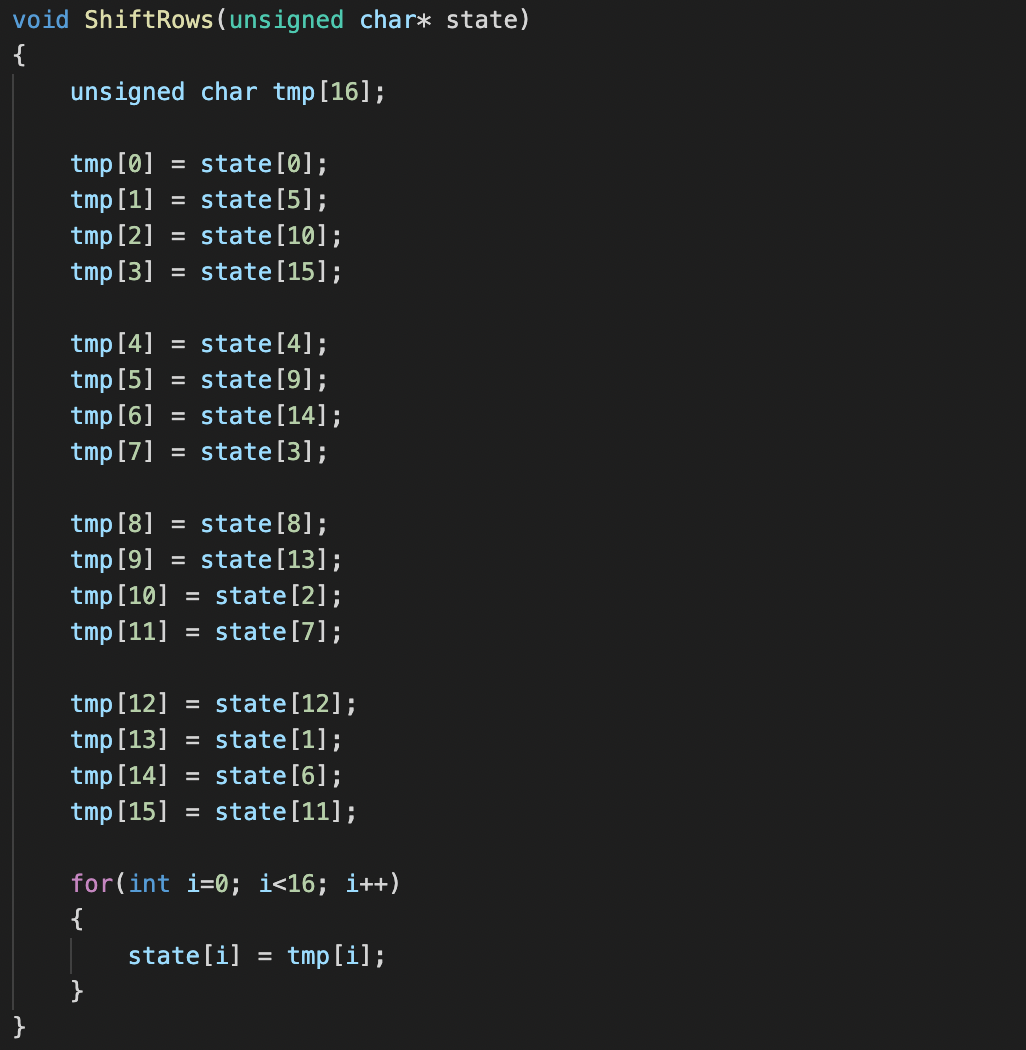 void ShiftRows(unsigned char* state)
{
    unsigned char tmp[16];

    tmp[0] = state[0];
    tmp[1] = state[5];
    tmp[2] = state[10];
    tmp[3] = state[15];

    tmp[4] = state[4];
    tmp[5] = state[9];
    tmp[6] = state[14];
    tmp[7] = state[3];

    tmp[8] = state[8];
    tmp[9] = state[13];
    tmp[10] = state[2];
    tmp[11] = state[7];

    tmp[12] = state[12];
    tmp[13] = state[1];
    tmp[14] = state[6];
    tmp[15] = state[11];

    for(int i=0; i<16; i++)
    {
        state[i] = tmp[i];
    }
}